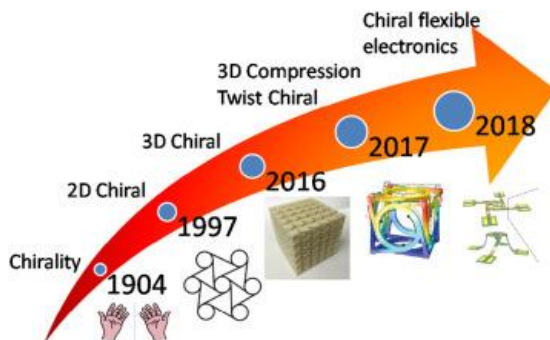 Chiral flexible
electronics
3D Compression
Twist Chiral
3D Chiral
2D Chiral
Chirality
1904
1997
2016
2017
2018